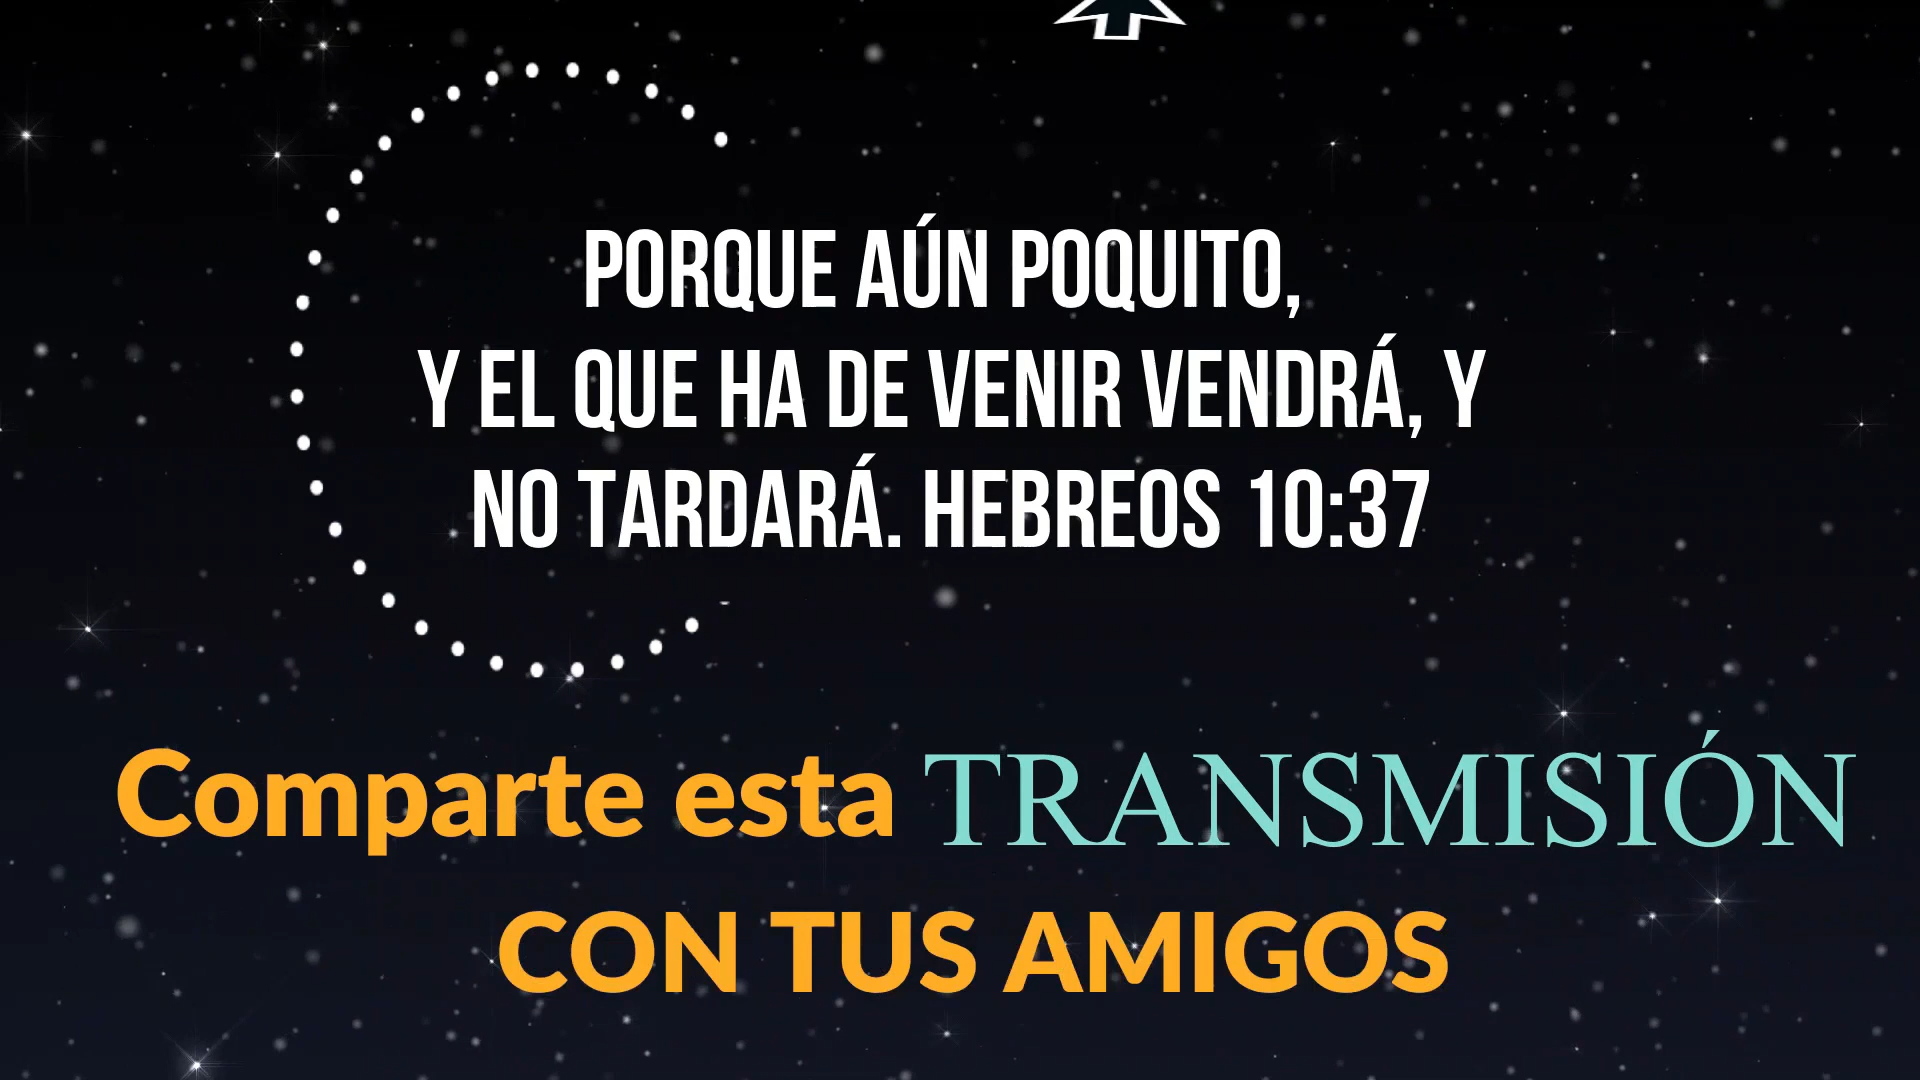 PORQUE AÚN POQUITO,
Y EL QUE HA DE VENIR VENDRÁ, Y
NO TARDARÁ. HEBREOS 10:37
Comparte esta TRANSMISIÓN
CON TUS AMIGOS